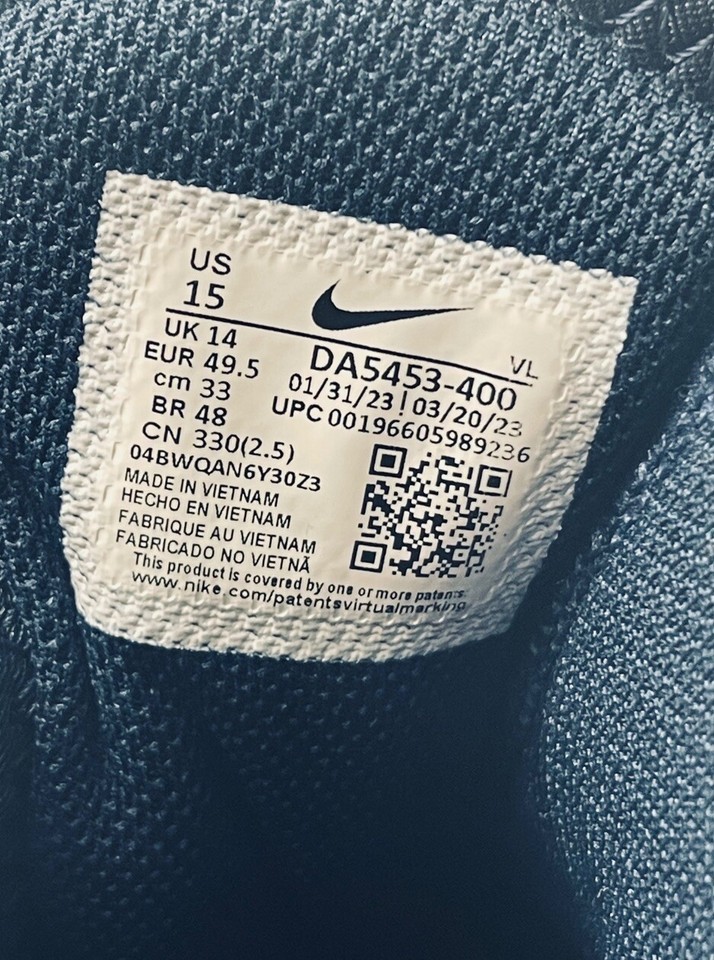 US
15
UK 14
EUR 49.5
cm 33
BR 48
CN 330(2.5)
04BWQAN6Y30Z3
VL
DA5453-400
01/31/23 | 03/20/23
UPC 00196605989236
MADE IN VIETNAM
HECHO EN VIETNAM
FABRIQUE AU VIETNAM
FABRICADO NO VIETNÃ
This product is covered by one or more patents.
www.nike.com/patentsvirtualmarking